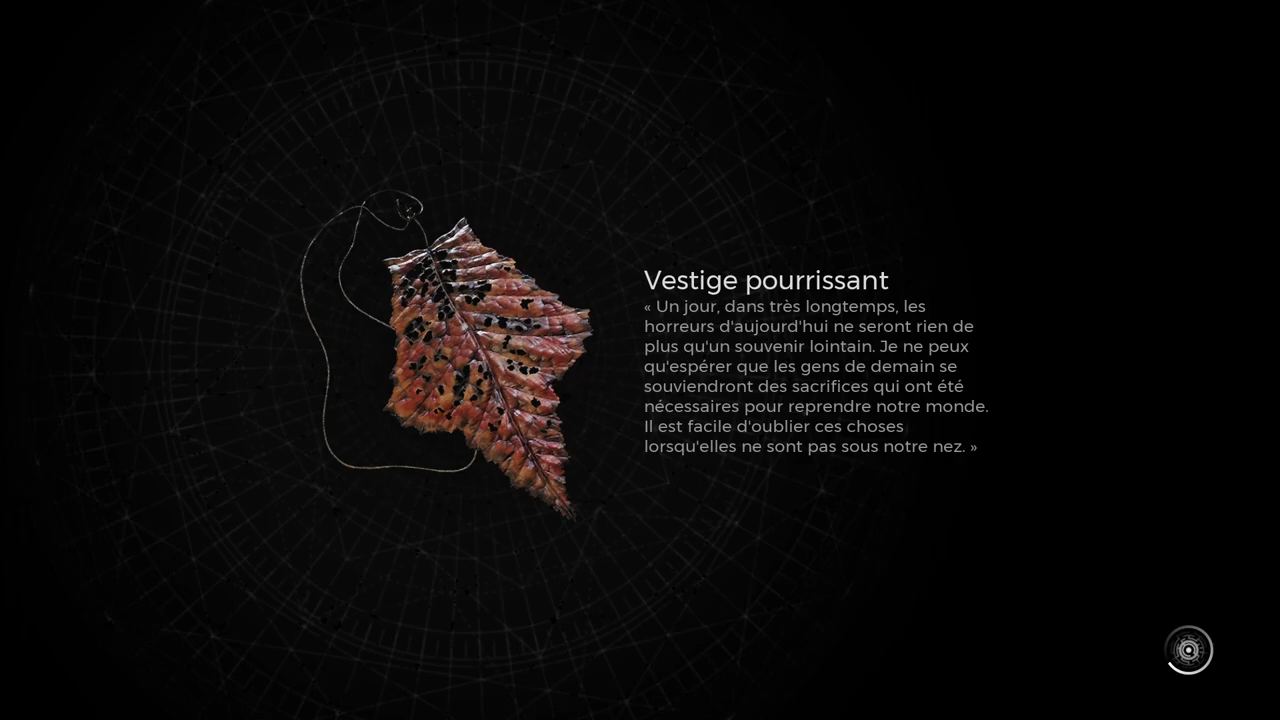 Vestige pourrissant
« Un jour, dans très longtemps, les
horreurs d'aujourd'hui ne seront rien de
plus qu'un souvenir lointain. Je ne peux
qu'espérer que les gens de demain se
souviendront des sacrifices qui ont été
nécessaires pour reprendre notre monde.
Il est facile d'oublier ces choses
lorsqu'elles ne sont pas sous notre nez. »